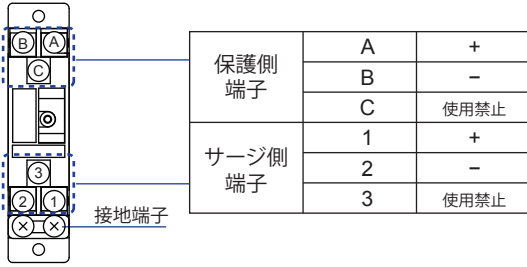 B A
C
3
2 1
接地端子
保護側端子 A +
B −
C 使用禁止
サージ側端子 1 +
2 −
3 使用禁止